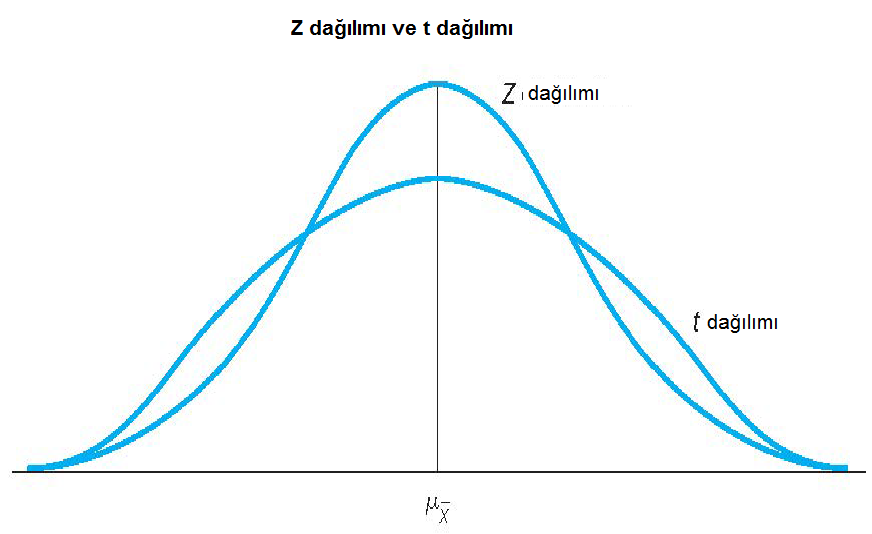 Z dağılımı ve t dağılımı
Z dağılımı
t dağılımı
μX̄